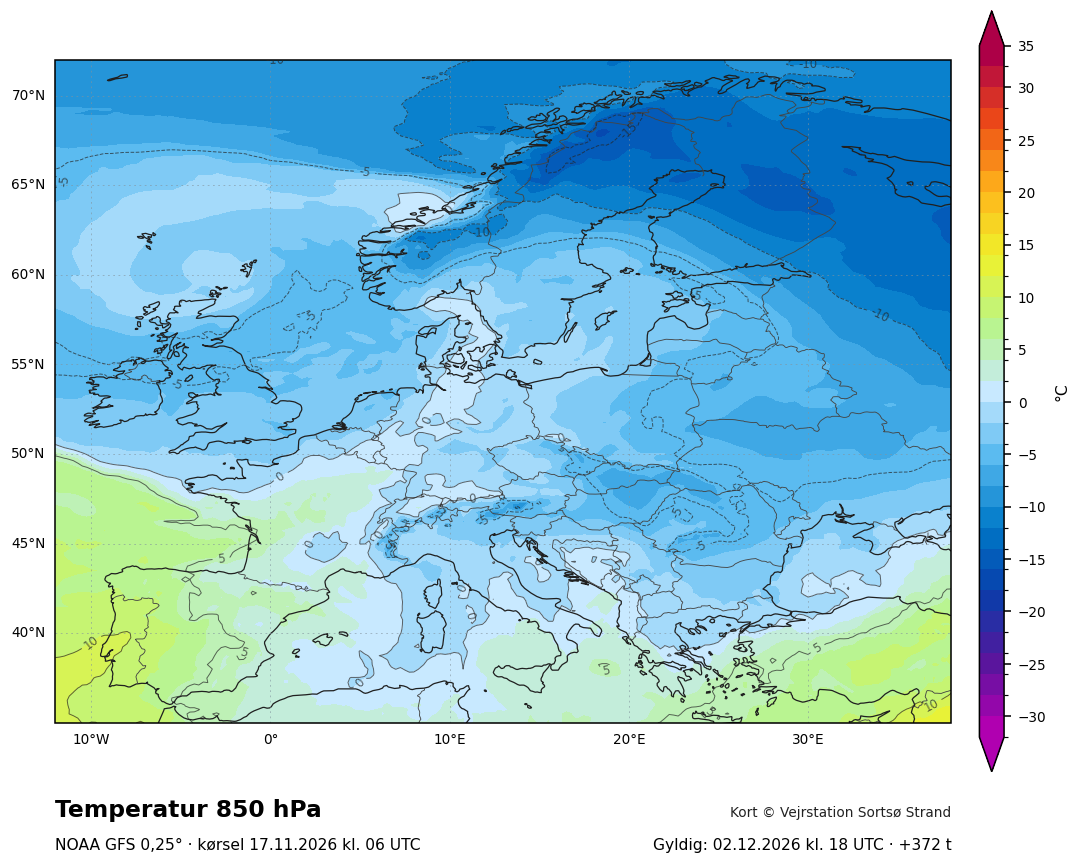 35
30
25
20
15
10
5
0
−5
−10
−15
−20
−25
−30
°C
70°N
65°N
60°N
55°N
50°N
45°N
40°N
10°W
0°
10°E
20°E
30°E
Temperatur 850 hPa
Kort © Vejrstation Sortsø Strand
NOAA GFS 0,25° · kørsel 17.11.2026 kl. 06 UTC
Gyldig: 02.12.2026 kl. 18 UTC · +372 t